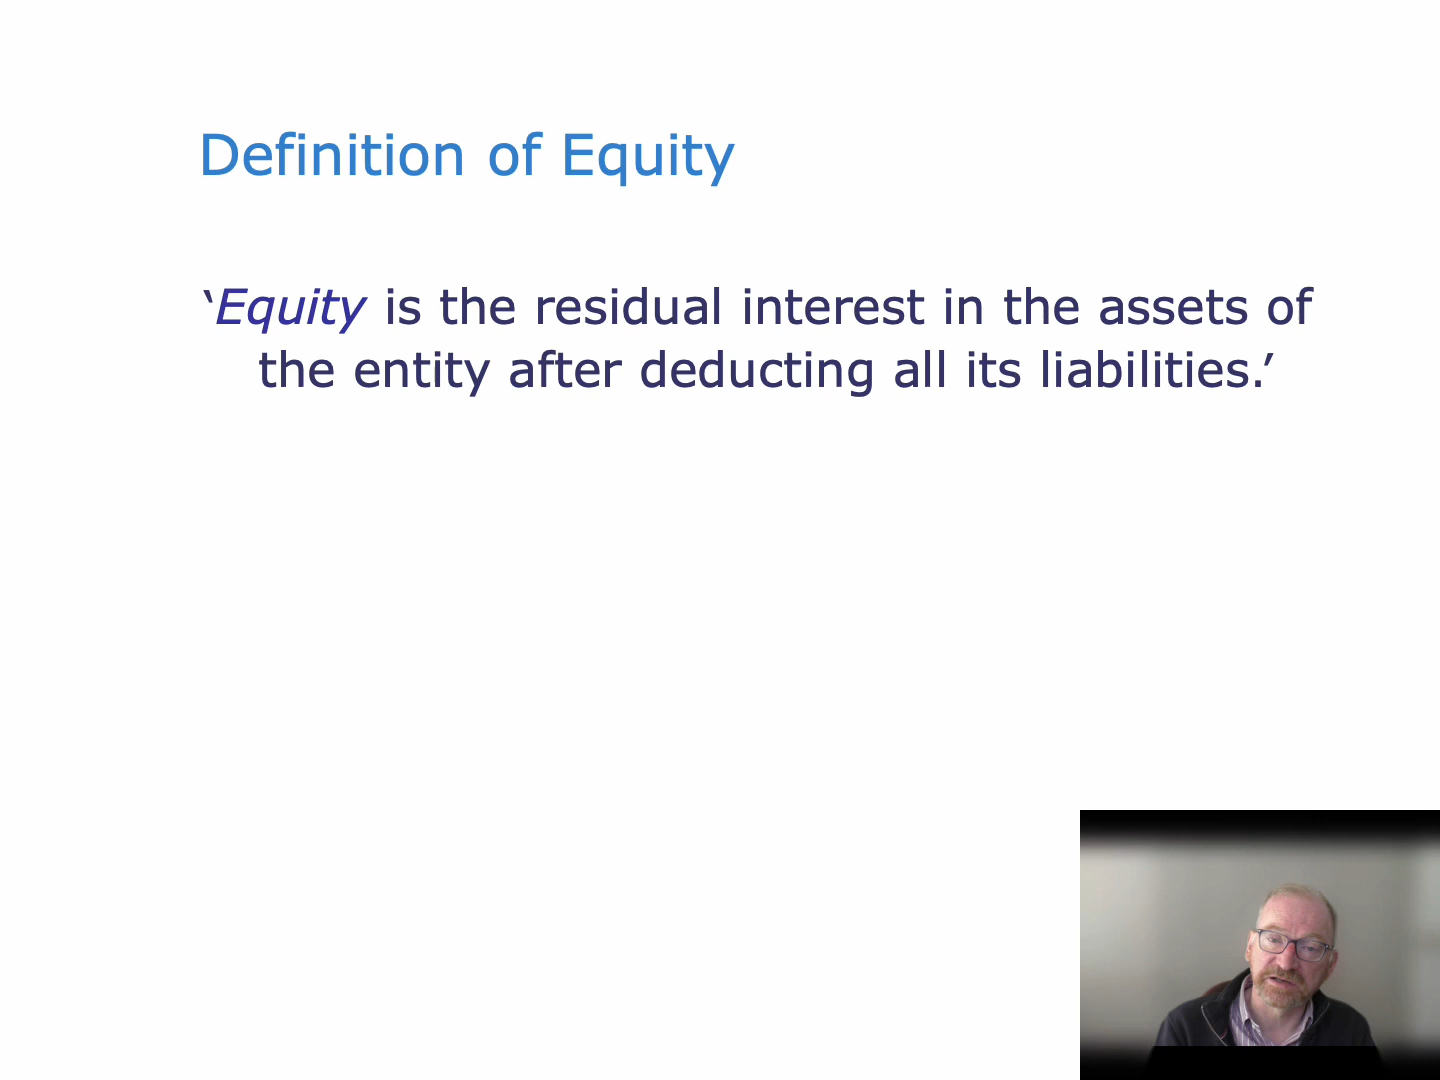 Definition of Equity
‘Equity is the residual interest in the assets of
the entity after deducting all its liabilities.’